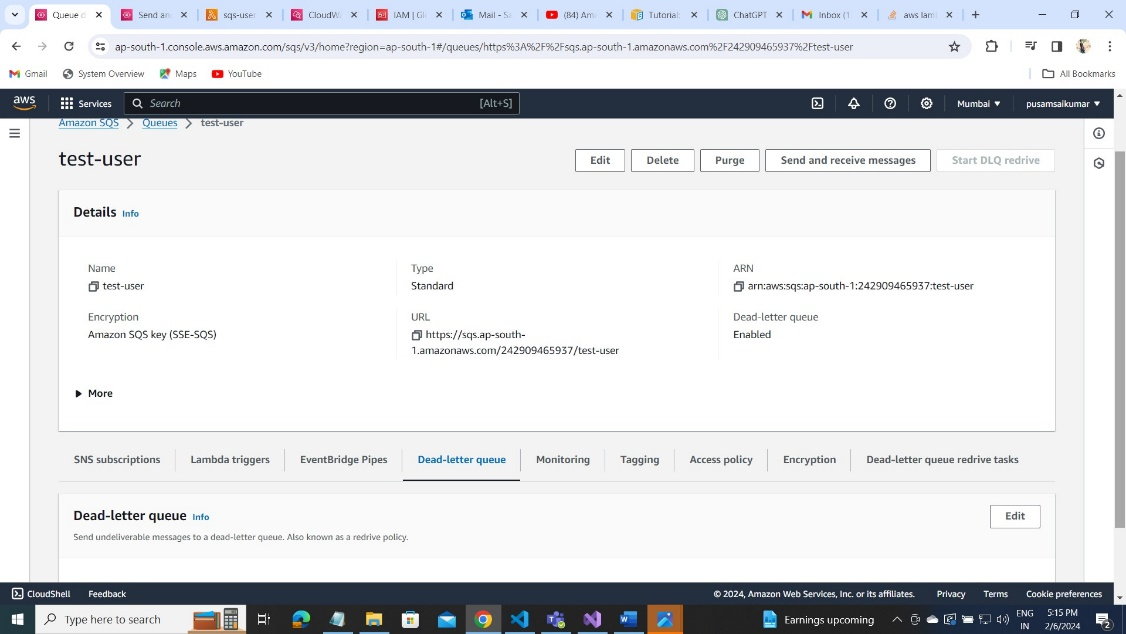 Queue d
Send an
sqs-user
CloudW
IAM | Gl
Mail - Sa
(84) Am
Tutorial
ChatGPT
Inbox (1
aws lam
ap-south-1.console.aws.amazon.com/sqs/v3/home?region=ap-south-1#/queues/https%3A%2F%2Fsqs.ap-south-1.amazonaws.com%2F242909465937%2Ftest-user
Gmail System Overview Maps YouTube All Bookmarks
aws Services Search [Alt+S] Mumbai pusamsaikumar
Amazon SQS Queues test-user
test-user Edit Delete Purge Send and receive messages Start DLQ redrive
Details Info
Name Type ARN
test-user Standard arn:aws:sqs:ap-south-1:242909465937:test-user
Encryption URL Dead-letter queue
Amazon SQS key (SSE-SQS) https://sqs.ap-south- Enabled
1.amazonaws.com/242909465937/test-user
More
SNS subscriptions Lambda triggers EventBridge Pipes Dead-letter queue Monitoring Tagging Access policy Encryption Dead-letter queue redrive tasks
Dead-letter queue Info Edit
Send undeliverable messages to a dead-letter queue. Also known as a redrive policy.
CloudShell Feedback © 2024, Amazon Web Services, Inc. or its affiliates. Privacy Terms Cookie preferences
Type here to search Earnings upcoming ENG 5:15 PM
IN 2/6/2024 2